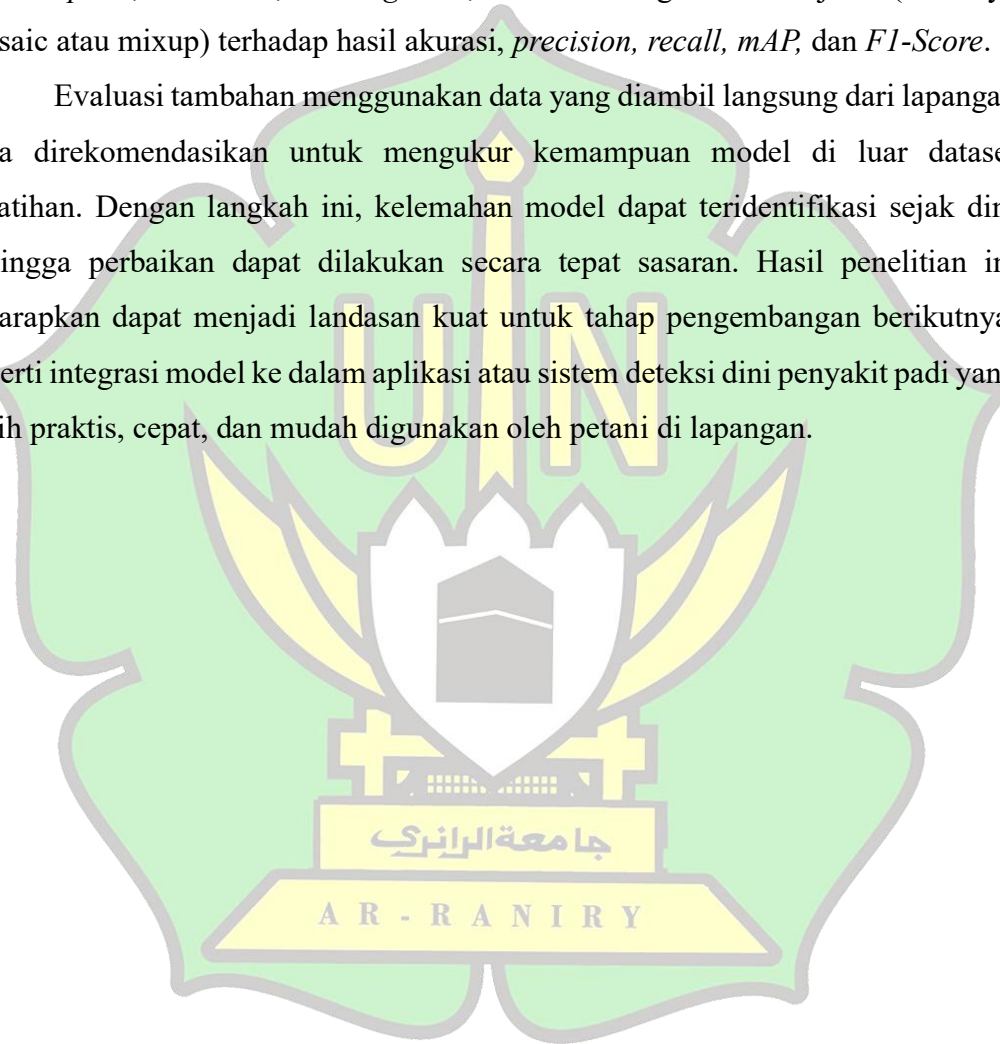 saic atau mixup) terhadap hasil akurasi, precision, recall, mAP, dan F1-Score.
Evaluasi tambahan menggunakan data yang diambil langsung dari lapanga
a direkomendasikan untuk mengukur kemampuan model di luar datase
atihan. Dengan langkah ini, kelemahan model dapat teridentifikasi sejak din
ingga perbaikan dapat dilakukan secara tepat sasaran. Hasil penelitian in
arapkan dapat menjadi landasan kuat untuk tahap pengembangan berikutnya
erti integrasi model ke dalam aplikasi atau sistem deteksi dini penyakit padi yan
ih praktis, cepat, dan mudah digunakan oleh petani di lapangan.
UIN
جامعة الرانري
AR-RANIRY